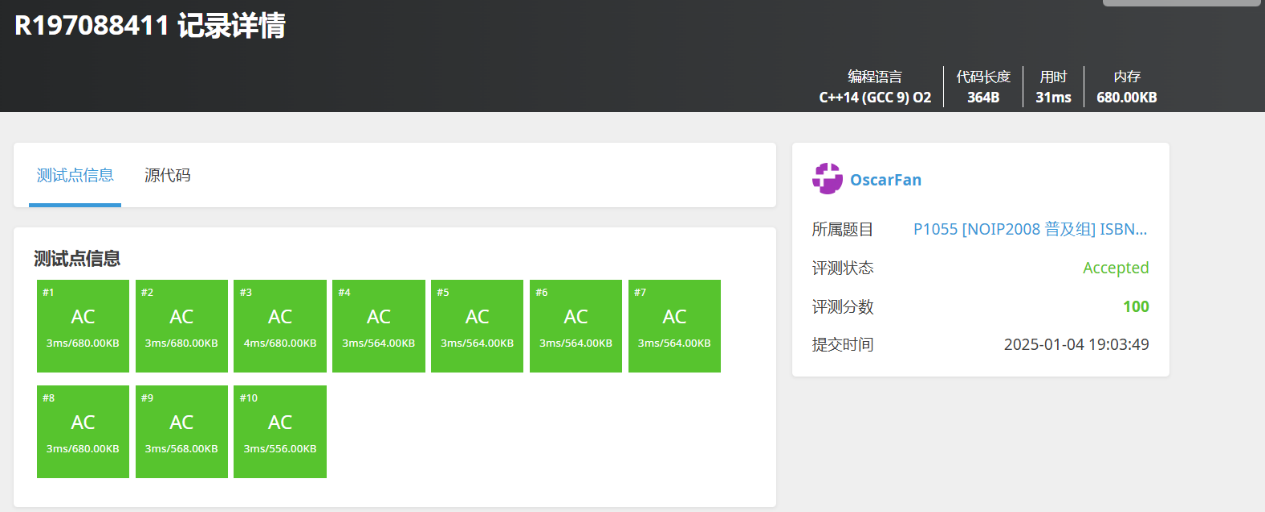 R197088411 记录详情
编程语言 代码长度 用时 内存
C++14 (GCC 9) O2 364B 31ms 680.00KB
测试点信息 源代码
测试点信息
#1 #2 #3 #4 #5 #6 #7
AC AC AC AC AC AC AC
3ms/680.00KB 3ms/680.00KB 4ms/680.00KB 3ms/564.00KB 3ms/564.00KB 3ms/564.00KB 3ms/564.00KB
#8 #9 #10
AC AC AC
3ms/680.00KB 3ms/568.00KB 3ms/556.00KB
OscarFan
所属题目 P1055 [NOIP2008 普及组] ISBN...
评测状态 Accepted
评测分数 100
提交时间 2025-01-04 19:03:49